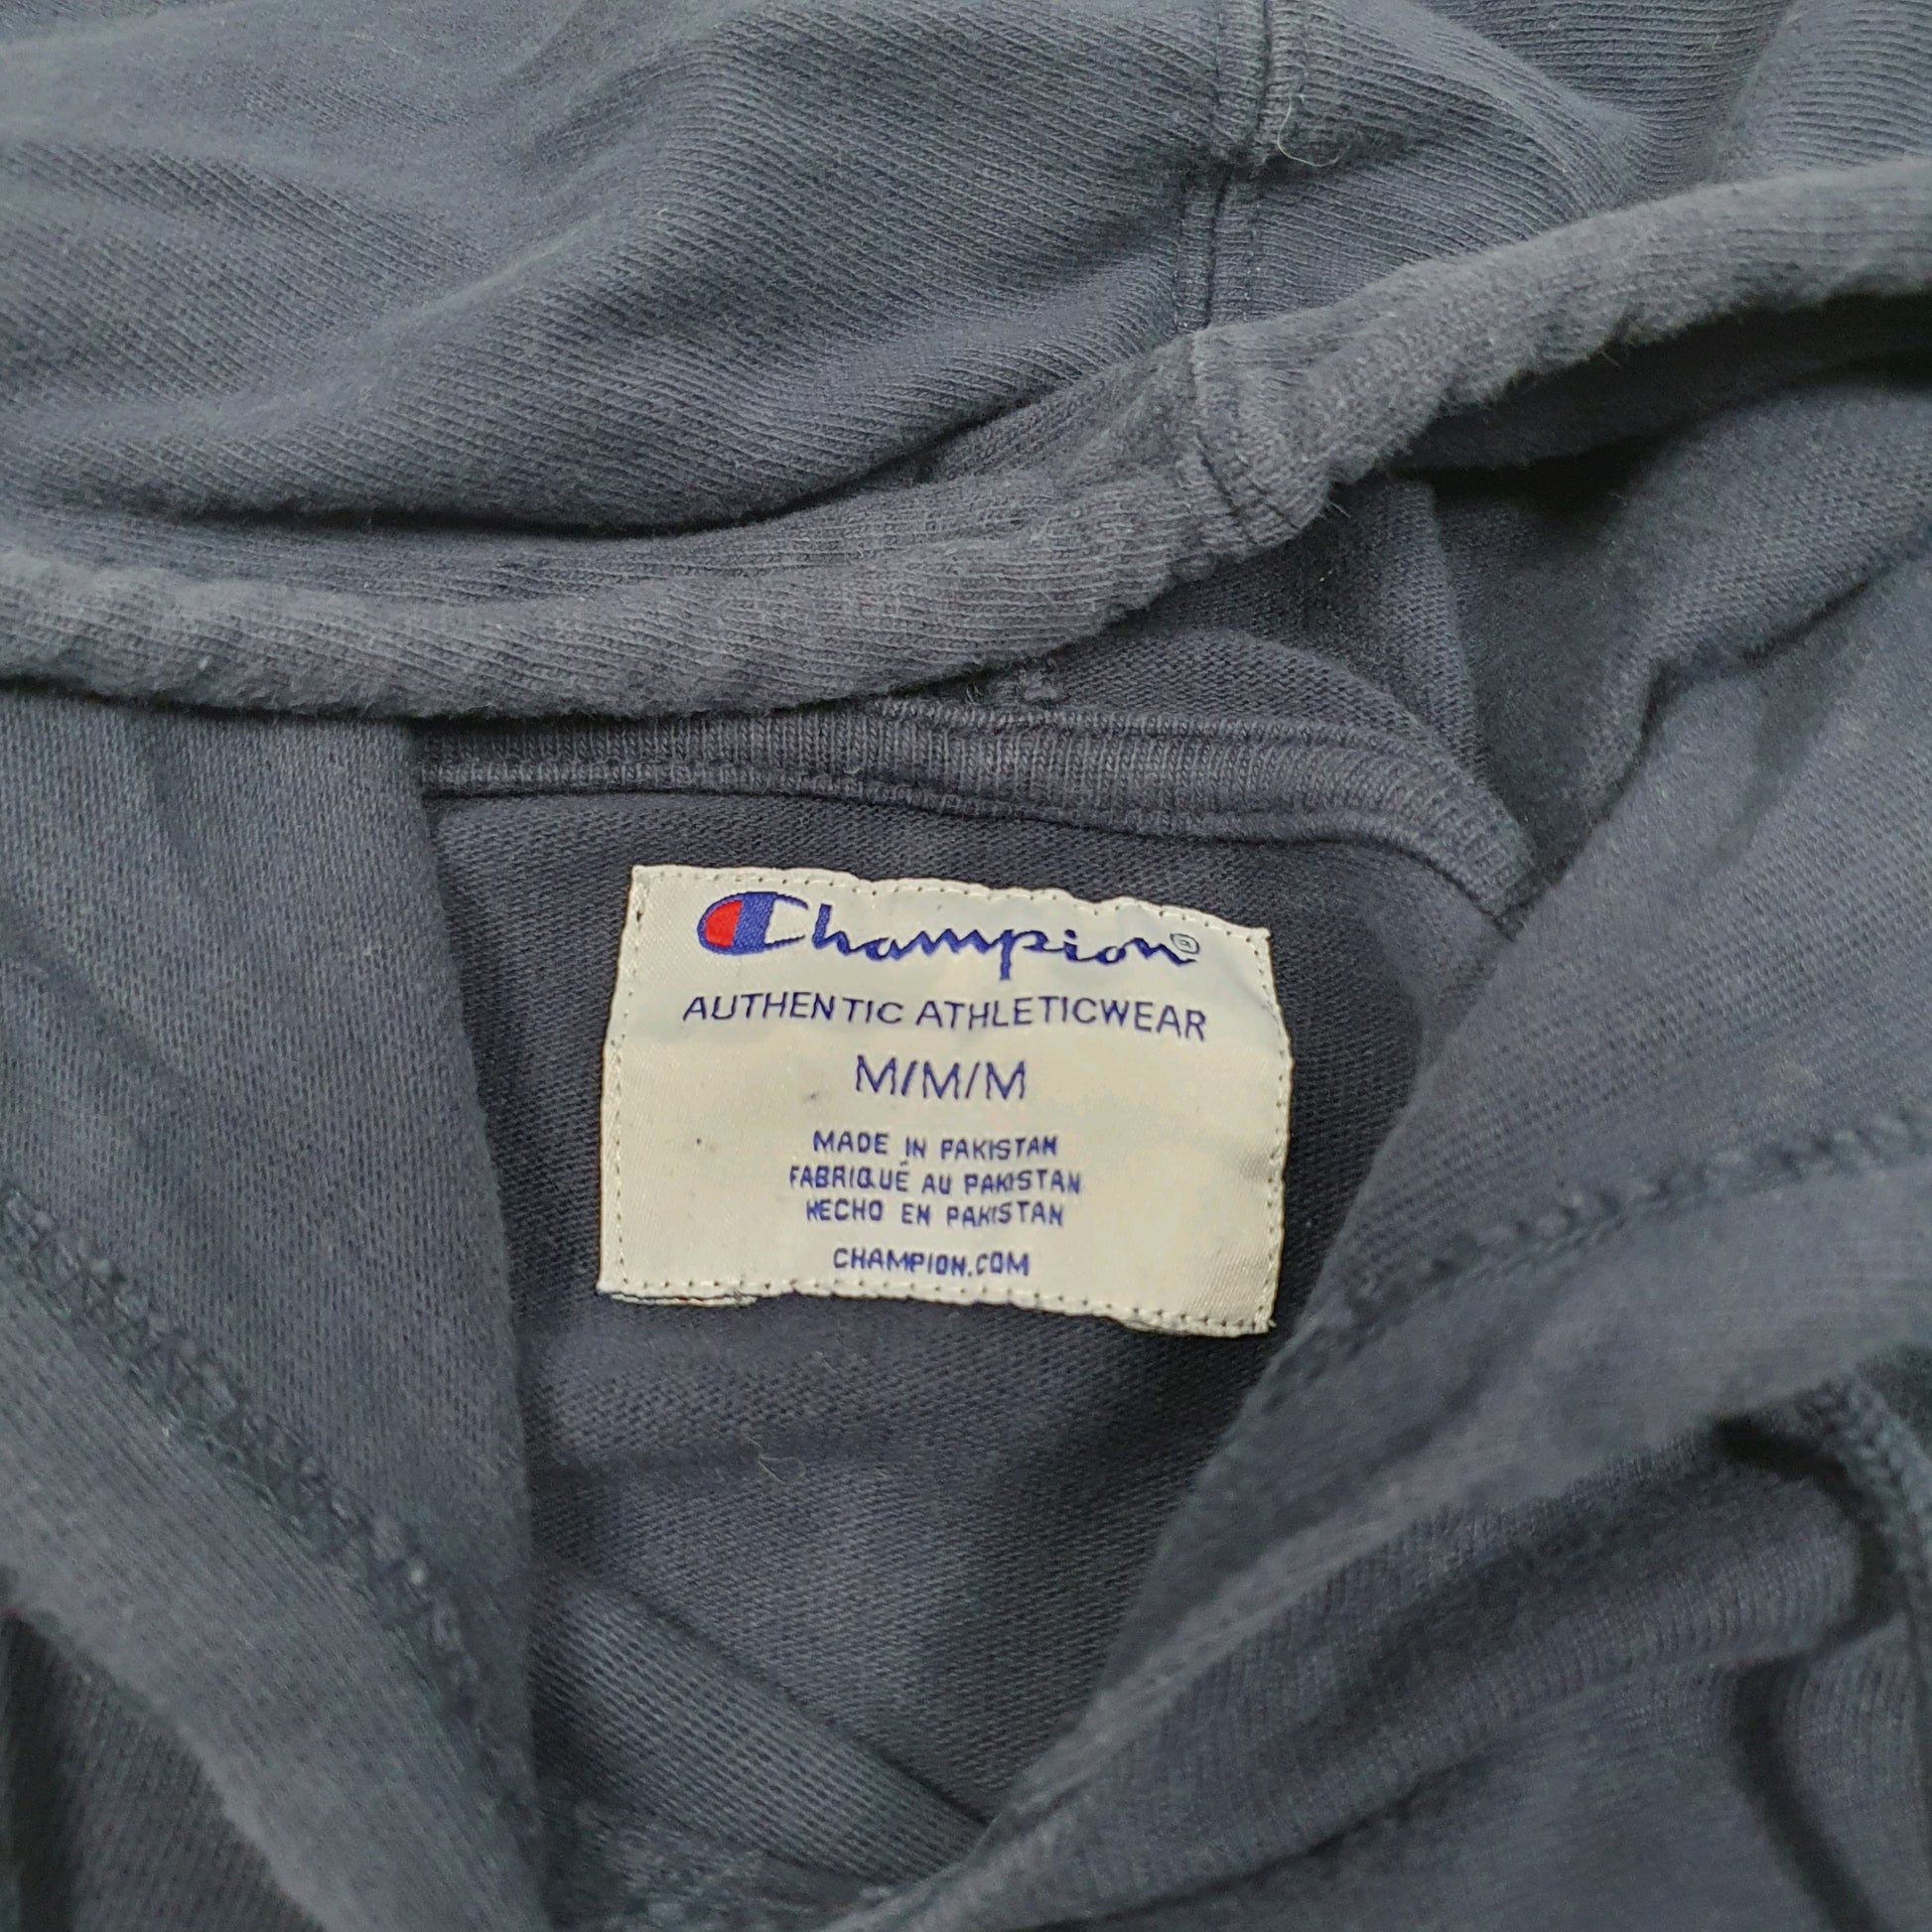 Champion®
AUTHENTIC ATHLETICWEAR
M/M/M
MADE IN PAKISTAN
FABRIQUÉ AU PAKISTAN
HECHO EN PAKISTAN
CHAMPION.COM